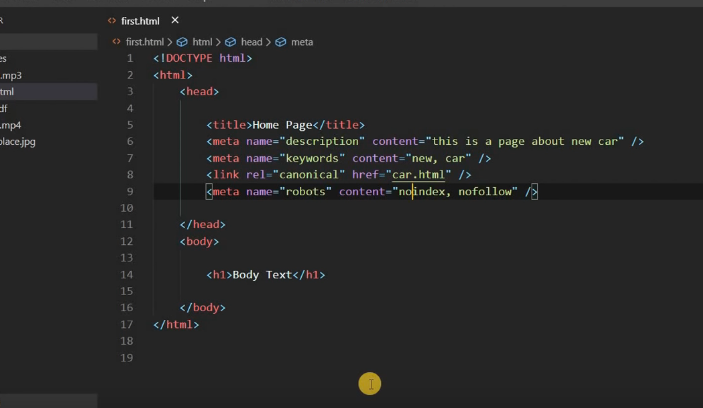 R
first.html
first.html > html > head > meta
1 <!DOCTYPE html>
es
2 <html>
.mp3
3 <head>
tml
4
df
5 <title>Home Page</title>
.mp4
6 <meta name="description" content="this is a page about new car" />
place.jpg
7 <meta name="keywords" content="new, car" />
8 <link rel="canonical" href="car.html" />
9 <meta name="robots" content="noindex, nofollow" />
10
11 </head>
12 <body>
13
14 <h1>Body Text</h1>
15
16 </body>
17 </html>
18
19